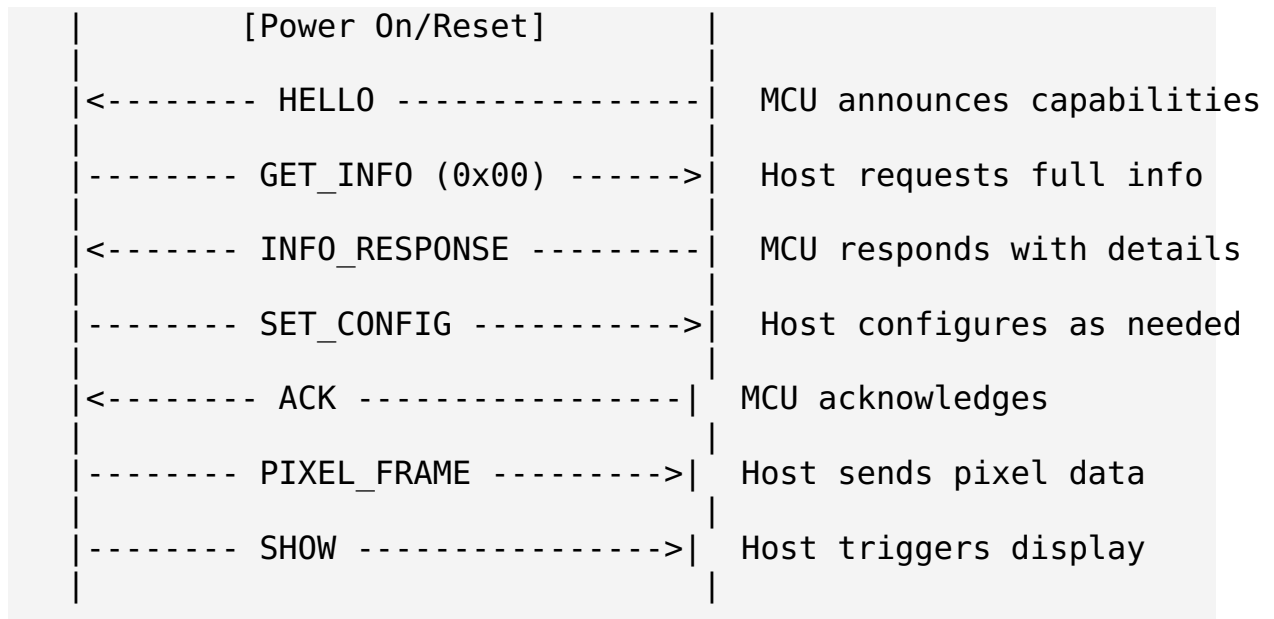 |        [Power On/Reset]        |
|                                |
|<-------- HELLO ----------------|  MCU announces capabilities
|                                |
|-------- GET_INFO (0x00) ------>|  Host requests full info
|                                |
|<------- INFO_RESPONSE ---------|  MCU responds with details
|                                |
|-------- SET_CONFIG ----------->|  Host configures as needed
|                                |
|<-------- ACK -----------------|  MCU acknowledges
|                                |
|-------- PIXEL_FRAME --------->|  Host sends pixel data
|                                |
|-------- SHOW ---------------->|  Host triggers display
|                                |